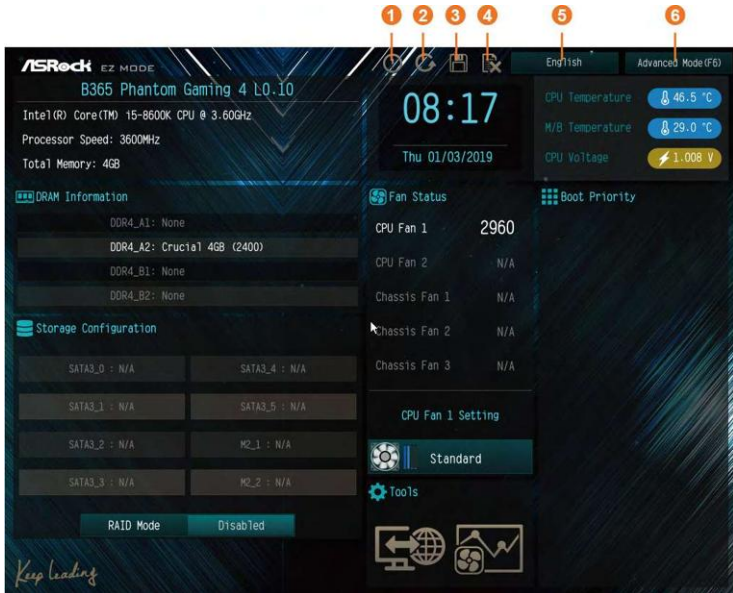 1 2 3 4 5 6
ASRock EZ MODE
English
Advanced Mode(F6)
B365 Phantom Gaming 4 L0.10
Intel(R) Core(TM) i5-8600K CPU @ 3.60GHz
Processor Speed: 3600MHz
Total Memory: 4GB
08:17
Thu 01/03/2019
CPU Temperature 46.5 °C
M/B Temperature 29.0 °C
CPU Voltage 1.008 V
DRAM Information
DDR4_A1: None
DDR4_A2: Crucial 4GB (2400)
DDR4_B1: None
DDR4_B2: None
Storage Configuration
SATA3_0 : N/A
SATA3_4 : N/A
SATA3_1 : N/A
SATA3_5 : N/A
SATA3_2 : N/A
M2_1 : N/A
SATA3_3 : N/A
M2_2 : N/A
RAID Mode
Disabled
Keep leading
Fan Status
CPU Fan 1 2960
CPU Fan 2 N/A
Chassis Fan 1 N/A
Chassis Fan 2 N/A
Chassis Fan 3 N/A
CPU Fan 1 Setting
Standard
Tools
Boot Priority